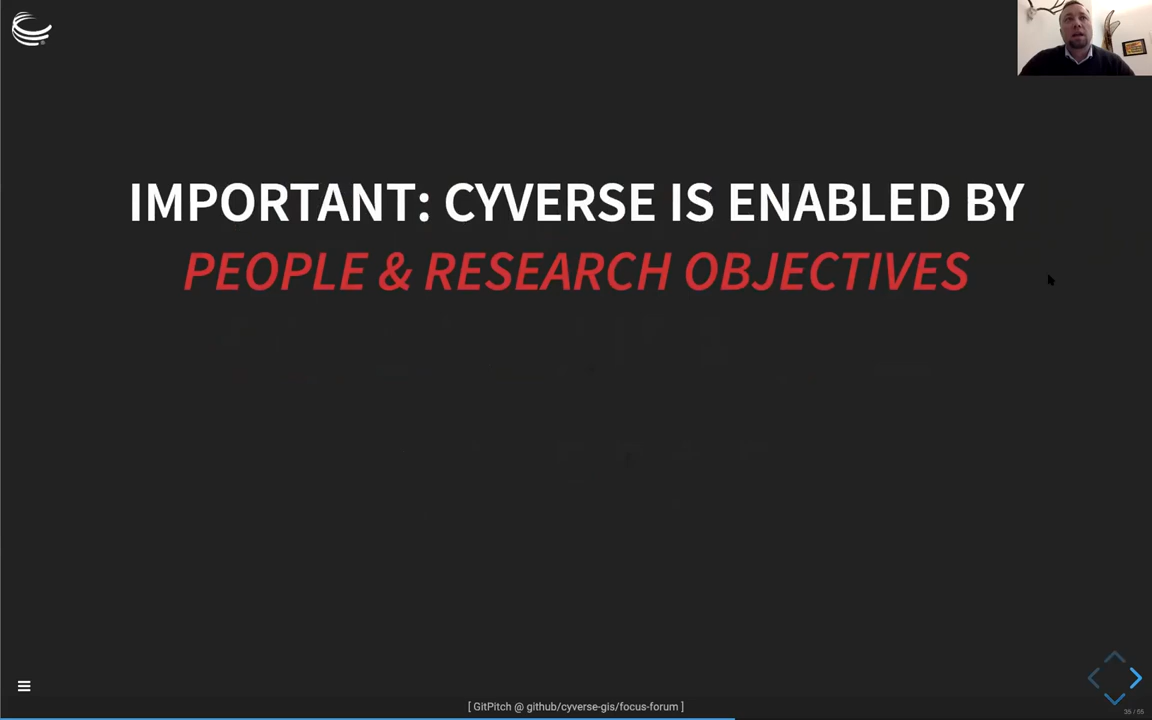 IMPORTANT: CYVERSE IS ENABLED BY
PEOPLE & RESEARCH OBJECTIVES
[ GitPitch @ github/cyverse-gis/focus-forum ]